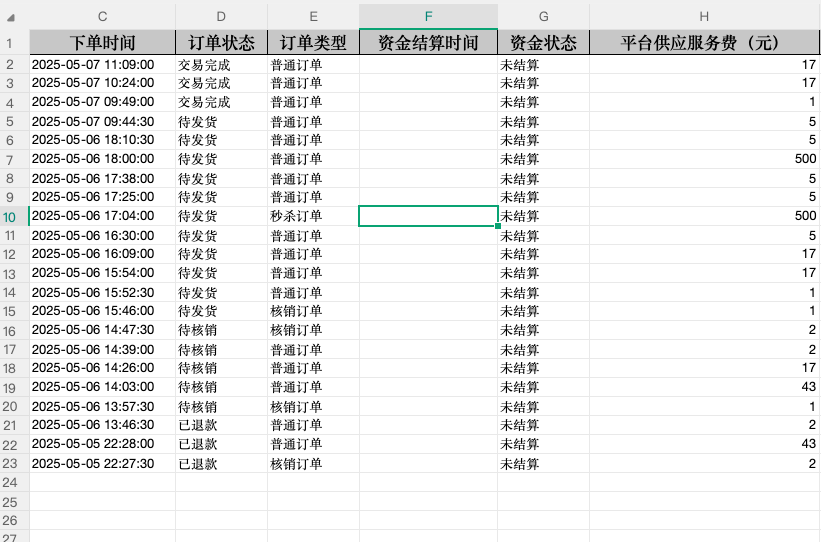 C D E F G H
1 下单时间 订单状态 订单类型 资金结算时间 资金状态 平台供应服务费（元）
2 2025-05-07 11:09:00 交易完成 普通订单 未结算 17
3 2025-05-07 10:24:00 交易完成 普通订单 未结算 17
4 2025-05-07 09:49:00 交易完成 普通订单 未结算 1
5 2025-05-07 09:44:30 待发货 普通订单 未结算 5
6 2025-05-06 18:10:30 待发货 普通订单 未结算 5
7 2025-05-06 18:00:00 待发货 普通订单 未结算 500
8 2025-05-06 17:38:00 待发货 普通订单 未结算 5
9 2025-05-06 17:25:00 待发货 普通订单 未结算 5
10 2025-05-06 17:04:00 待发货 秒杀订单 未结算 500
11 2025-05-06 16:30:00 待发货 普通订单 未结算 5
12 2025-05-06 16:09:00 待发货 普通订单 未结算 17
13 2025-05-06 15:54:00 待发货 普通订单 未结算 17
14 2025-05-06 15:52:30 待发货 普通订单 未结算 1
15 2025-05-06 15:46:00 待发货 核销订单 未结算 1
16 2025-05-06 14:47:30 待核销 核销订单 未结算 2
17 2025-05-06 14:39:00 待核销 普通订单 未结算 2
18 2025-05-06 14:26:00 待核销 普通订单 未结算 17
19 2025-05-06 14:03:00 待核销 普通订单 未结算 43
20 2025-05-06 13:57:30 待核销 核销订单 未结算 1
21 2025-05-06 13:46:30 已退款 普通订单 未结算 2
22 2025-05-05 22:28:00 已退款 普通订单 未结算 43
23 2025-05-05 22:27:30 已退款 核销订单 未结算 2
24
25
26
27